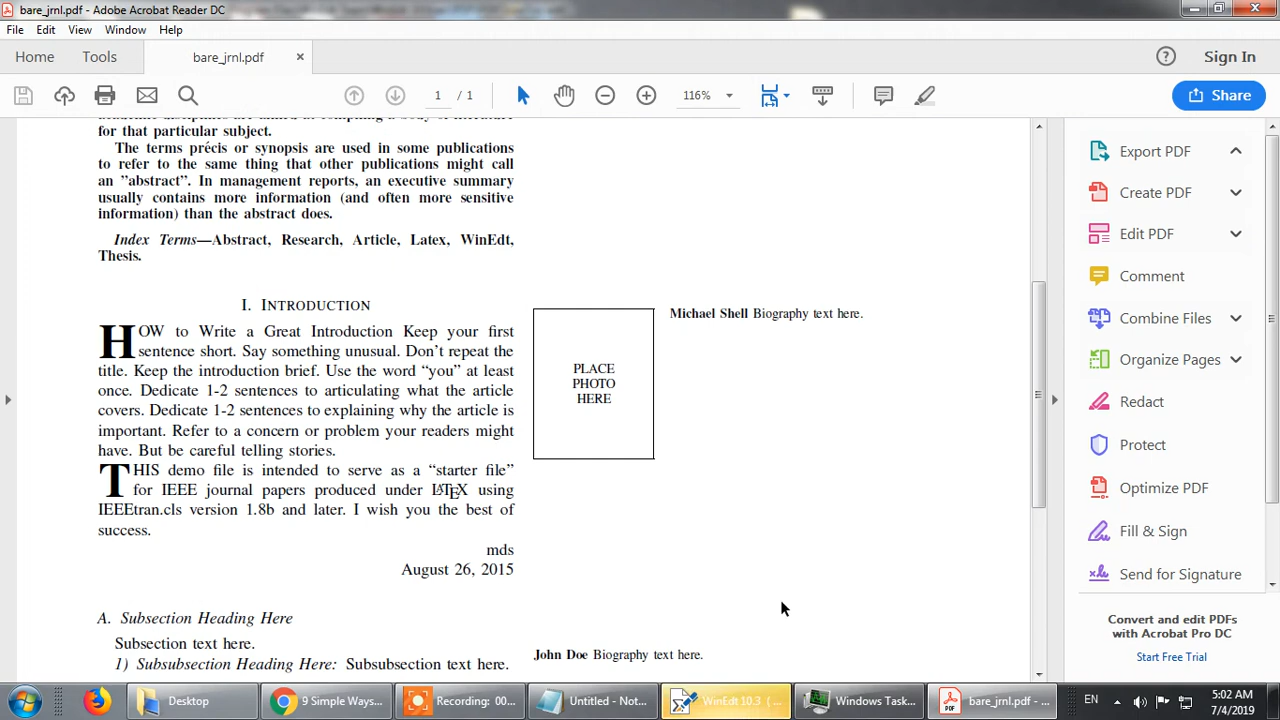 bare_jrnl.pdf - Adobe Acrobat Reader DC
File Edit View Window Help
Home Tools bare_jrnl.pdf × Sign In
1 / 1 116% Share
for that particular subject.
The terms précis or synopsis are used in some publications
to refer to the same thing that other publications might call
an ”abstract”. In management reports, an executive summary
usually contains more information (and often more sensitive
information) than the abstract does.
Index Terms—Abstract, Research, Article, Latex, WinEdt,
Thesis.
I. INTRODUCTION
HOW to Write a Great Introduction Keep your first
sentence short. Say something unusual. Don’t repeat the
title. Keep the introduction brief. Use the word “you” at least
once. Dedicate 1-2 sentences to articulating what the article
covers. Dedicate 1-2 sentences to explaining why the article is
important. Refer to a concern or problem your readers might
have. But be careful telling stories.
THIS demo file is intended to serve as a “starter file”
for IEEE journal papers produced under LATEX using
IEEEtran.cls version 1.8b and later. I wish you the best of
success.
mds
August 26, 2015
A. Subsection Heading Here
Subsection text here.
1) Subsubsection Heading Here: Subsubsection text here.
PLACE
PHOTO
HERE
Michael Shell Biography text here.
John Doe Biography text here.
Export PDF
Create PDF
Edit PDF
Comment
Combine Files
Organize Pages
Redact
Protect
Optimize PDF
Fill & Sign
Send for Signature
Convert and edit PDFs
with Acrobat Pro DC
Start Free Trial
Desktop
9 Simple Ways...
Recording: 00...
Untitled - Not...
WinEdt 10.3 ( ...
Windows Task...
bare_jrnl.pdf - ...
EN
5:02 AM
7/4/2019